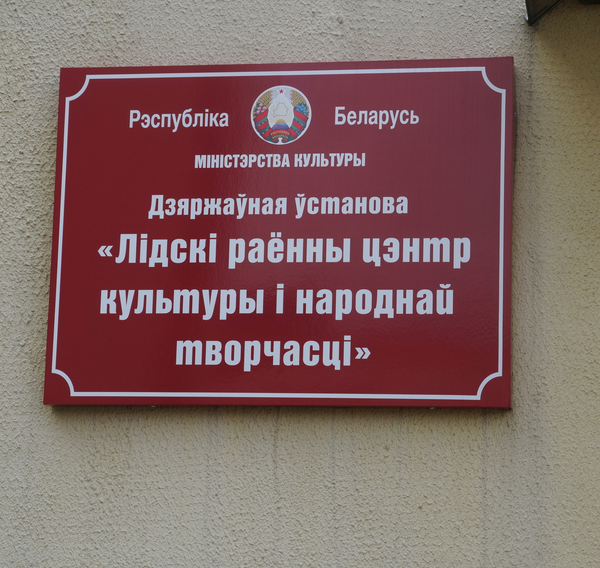 Рэспубліка Беларусь
МІНІСТЭРСТВА КУЛЬТУРЫ
Дзяржаўная ўстанова
«Лідскі раённы цэнтр
культуры і народнай
творчасці»